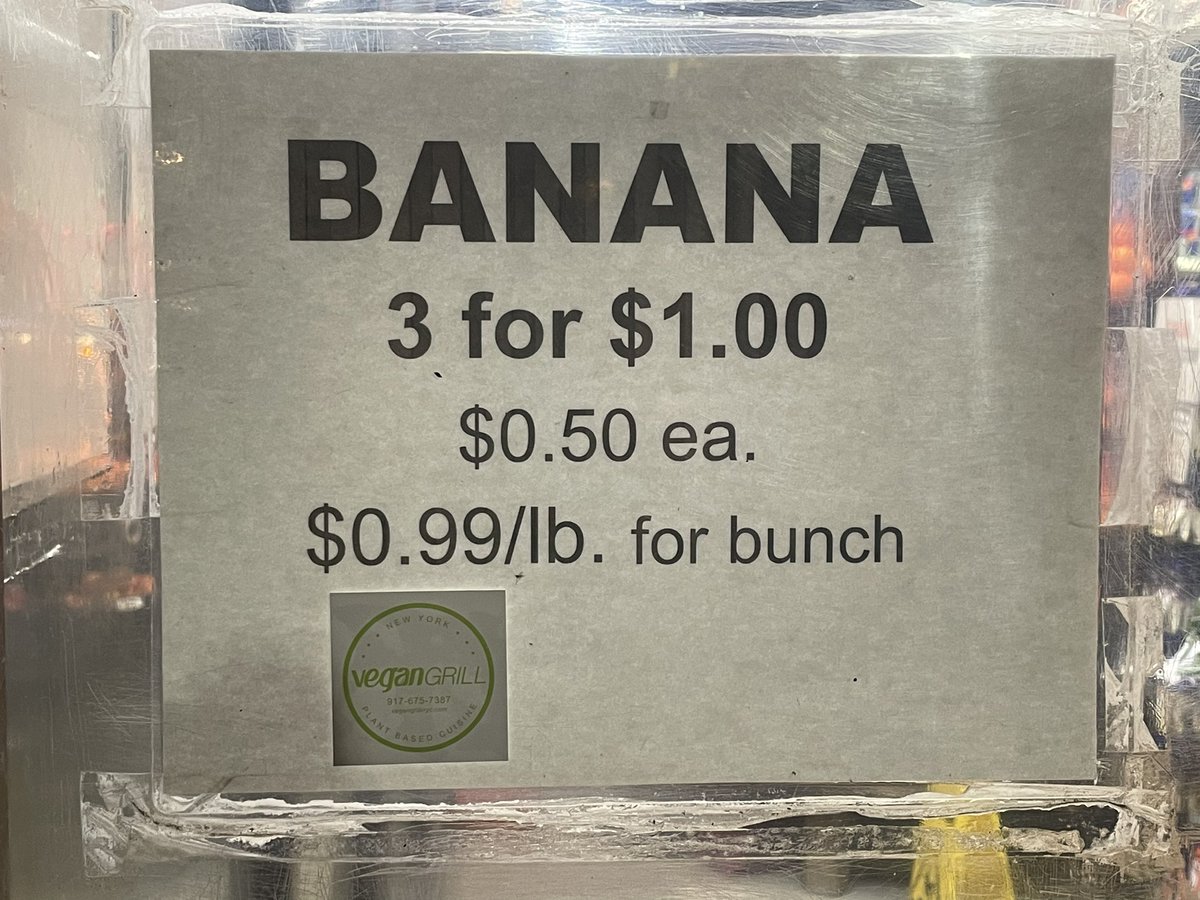 BANANA
3 for $1.00
$0.50 ea.
$0.99/lb. for bunch
NEW YORK
veganGRILL
917-675-7387
PLANT BASED CUISINE